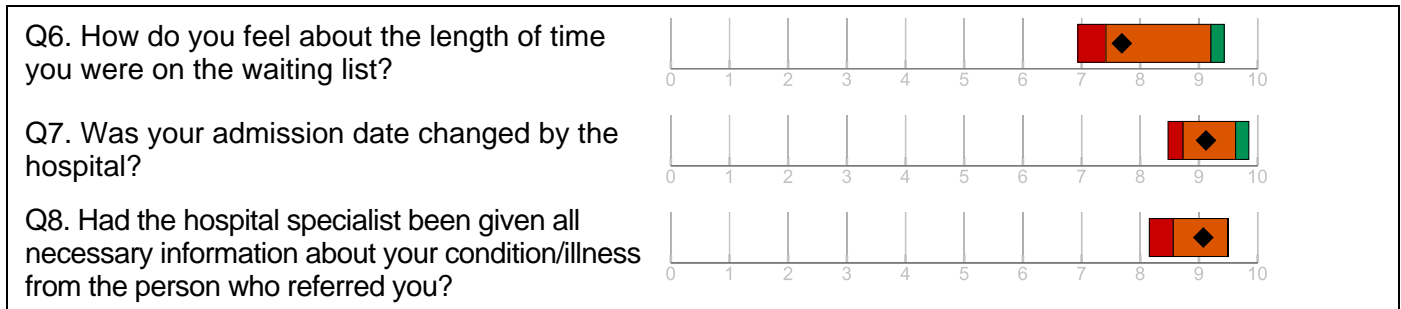 Q6. How do you feel about the length of time
you were on the waiting list?
0 1 2 3 4 5 6 7 8 9 10
Q7. Was your admission date changed by the
hospital?
0 1 2 3 4 5 6 7 8 9 10
Q8. Had the hospital specialist been given all
necessary information about your condition/illness
from the person who referred you?
0 1 2 3 4 5 6 7 8 9 10